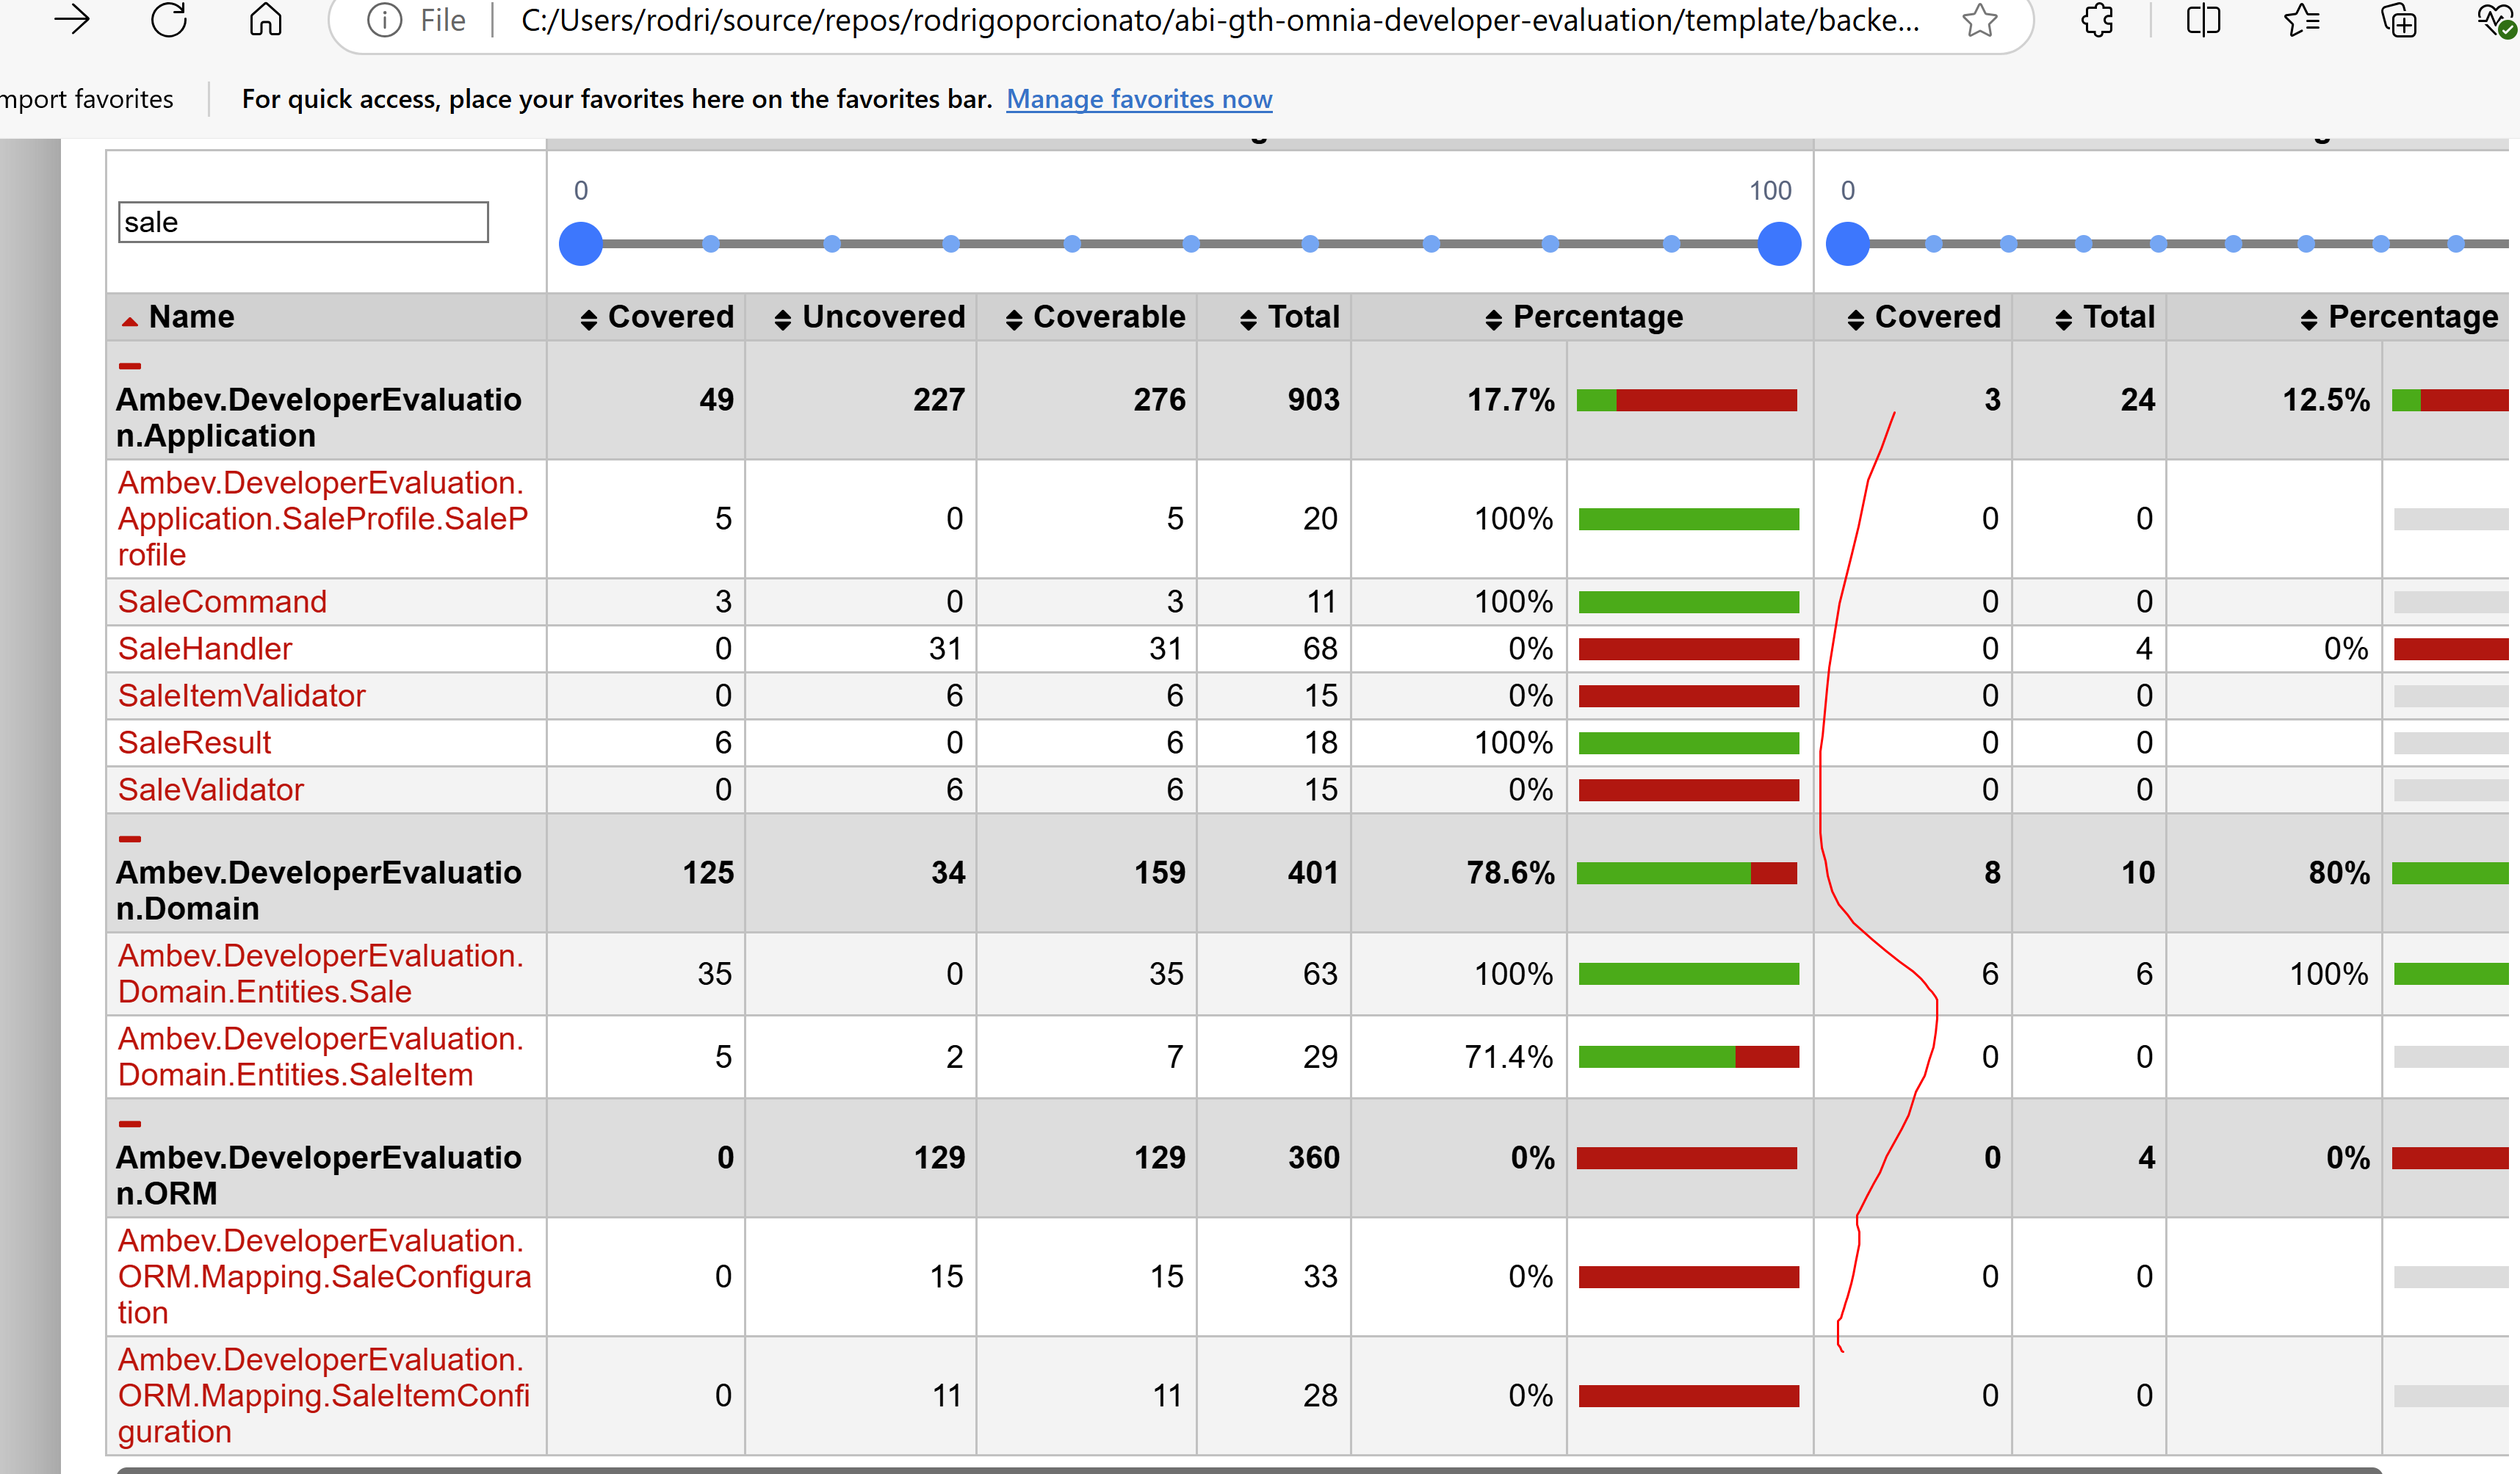 File C:/Users/rodri/source/repos/rodrigoporcionato/abi-gth-omnia-developer-evaluation/template/backe...
mport favorites For quick access, place your favorites here on the favorites bar. Manage favorites now
0 100 0
sale
Name Covered Uncovered Coverable Total Percentage Covered Total Percentage
Ambev.DeveloperEvaluatio
n.Application 49 227 276 903 17.7% 3 24 12.5%
Ambev.DeveloperEvaluation.
Application.SaleProfile.SaleP
rofile 5 0 5 20 100% 0 0
SaleCommand 3 0 3 11 100% 0 0
SaleHandler 0 31 31 68 0% 0 4 0%
SaleItemValidator 0 6 6 15 0% 0 0
SaleResult 6 0 6 18 100% 0 0
SaleValidator 0 6 6 15 0% 0 0
Ambev.DeveloperEvaluatio
n.Domain 125 34 159 401 78.6% 8 10 80%
Ambev.DeveloperEvaluation.
Domain.Entities.Sale 35 0 35 63 100% 6 6 100%
Ambev.DeveloperEvaluation.
Domain.Entities.SaleItem 5 2 7 29 71.4% 0 0
Ambev.DeveloperEvaluatio
n.ORM 0 129 129 360 0% 0 4 0%
Ambev.DeveloperEvaluation.
ORM.Mapping.SaleConfigura
tion 0 15 15 33 0% 0 0
Ambev.DeveloperEvaluation.
ORM.Mapping.SaleItemConfi
guration 0 11 11 28 0% 0 0